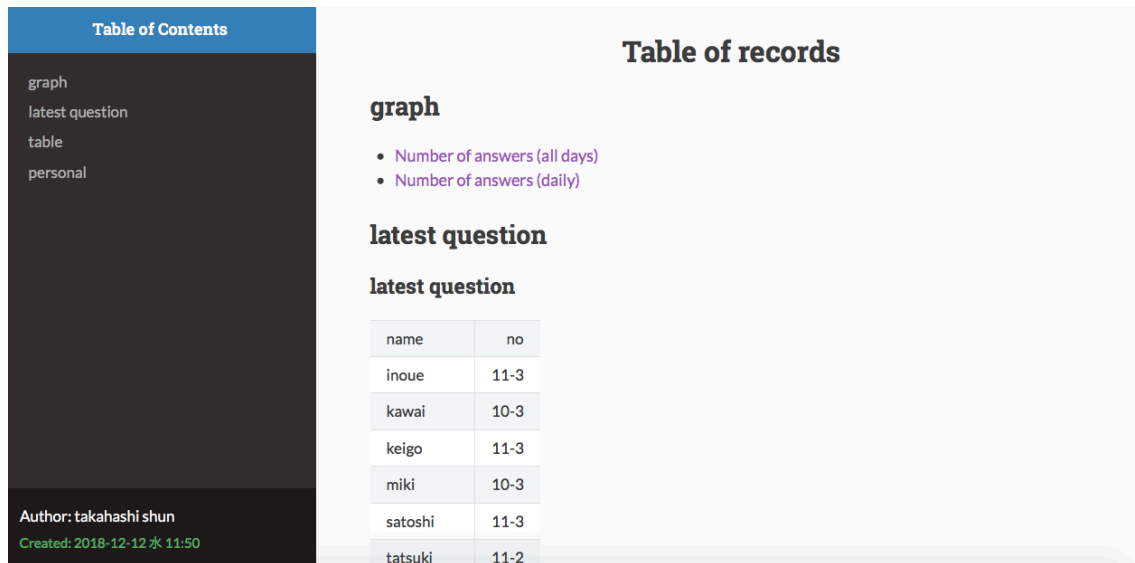 Table of Contents
graph
latest question
table
personal
Author: takahashi shun
Created: 2018-12-12 水 11:50
Table of records
graph
Number of answers (all days)
Number of answers (daily)
latest question
latest question
name no
inoue 11-3
kawai 10-3
keigo 11-3
miki 10-3
satoshi 11-3
tatsuki 11-2